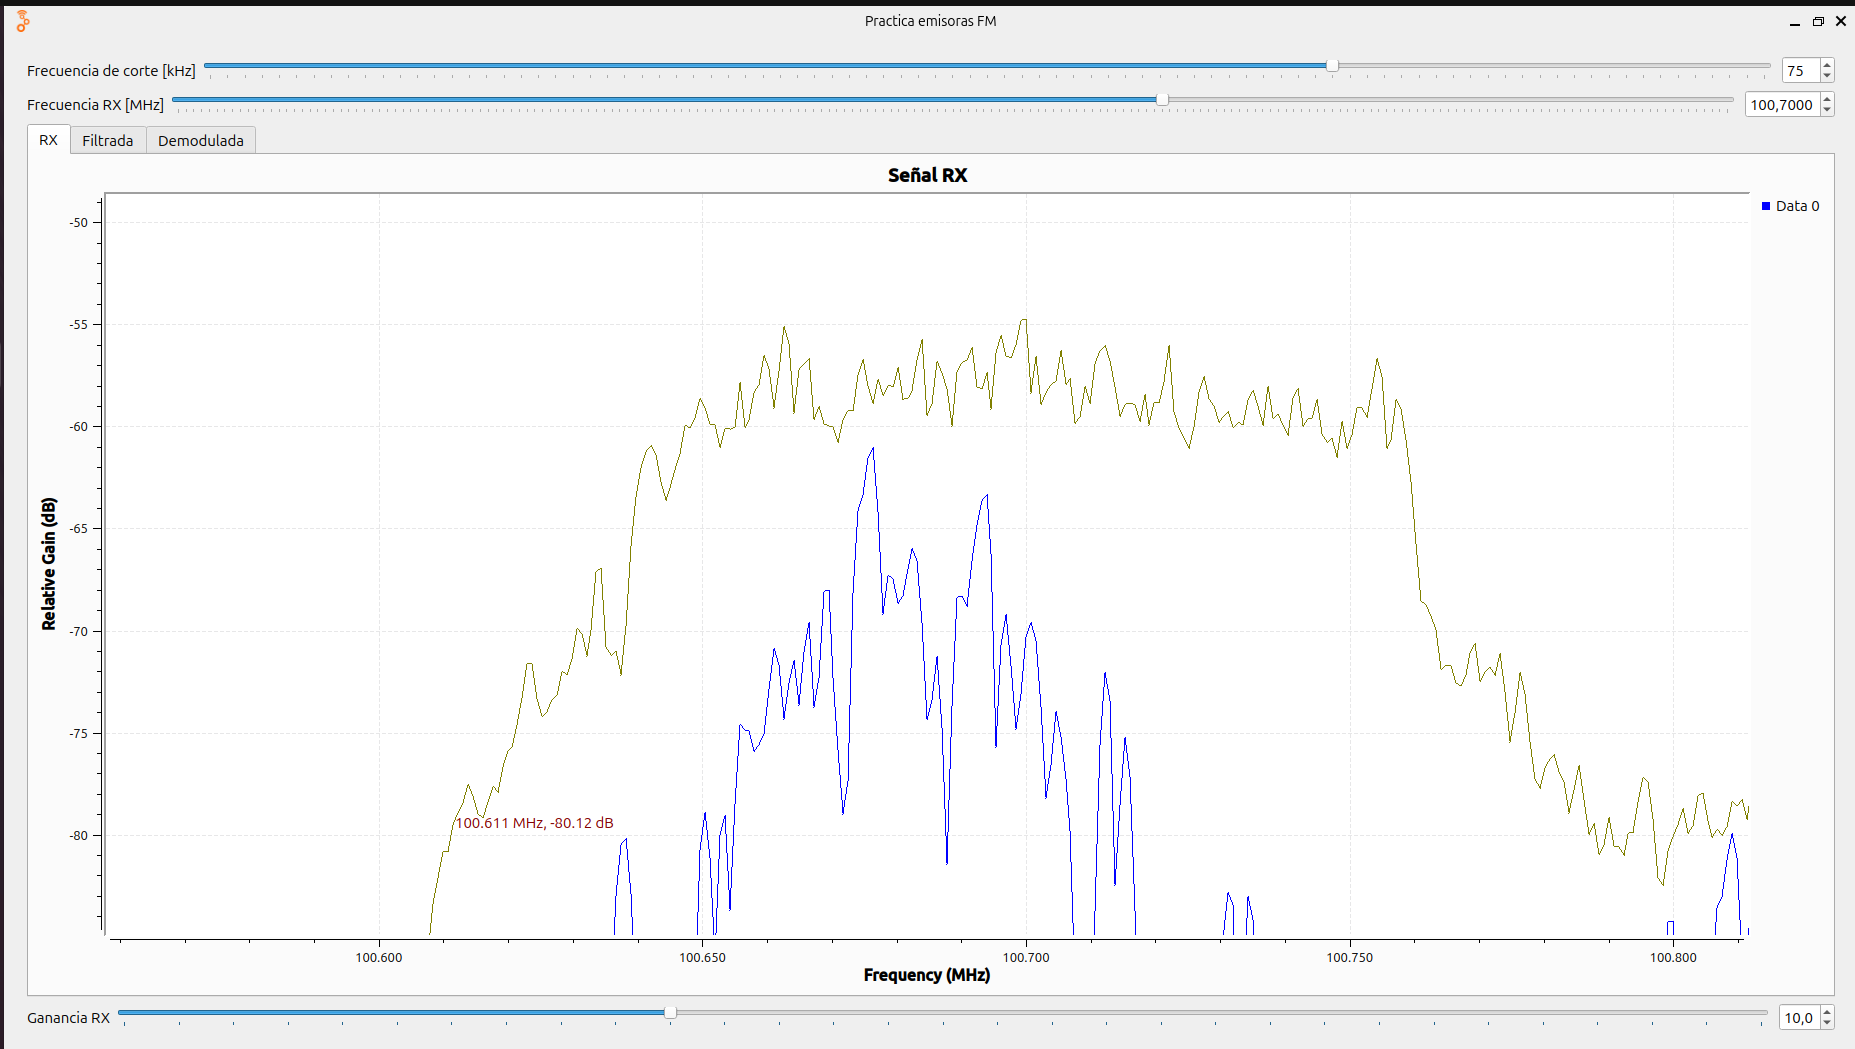 Practica emisoras FM
Frecuencia de corte [kHz]
75
Frecuencia RX [MHz]
100,7000
RX
Filtrada
Demodulada
Señal RX
Data 0
-50
-55
-60
-65
-70
-75
-80
Relative Gain (dB)
100.611 MHz, -80.12 dB
100.600
100.650
100.700
100.750
100.800
Frequency (MHz)
Ganancia RX
10,0